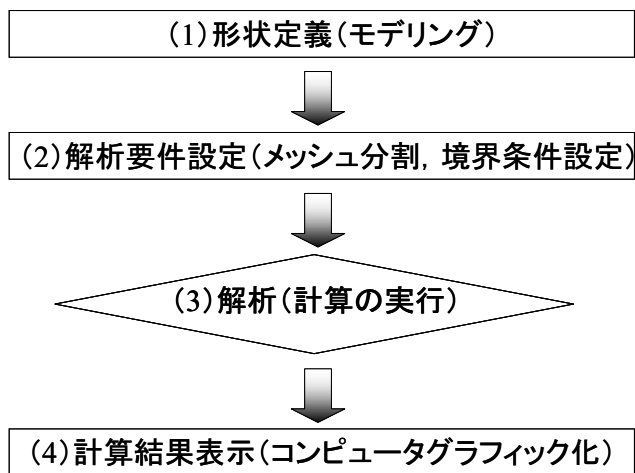 (1)形状定義(モデリング)
(2)解析要件設定(メッシュ分割, 境界条件設定)
(3)解析(計算の実行)
(4)計算結果表示(コンピュータグラフィック化)